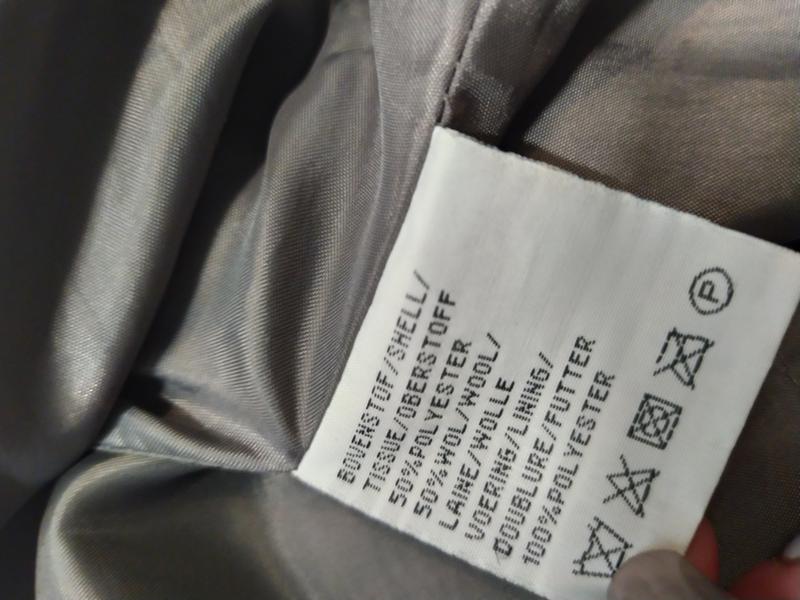 BOVENSTOF/SHELL/
TISSUE/OBERSTOFF
50%POLYESTER
50%WOL/WOOL/
LAINE/WOLLE
VOERING/LINING/
DOUBLURE/FUTTER
100%POLYESTER
P